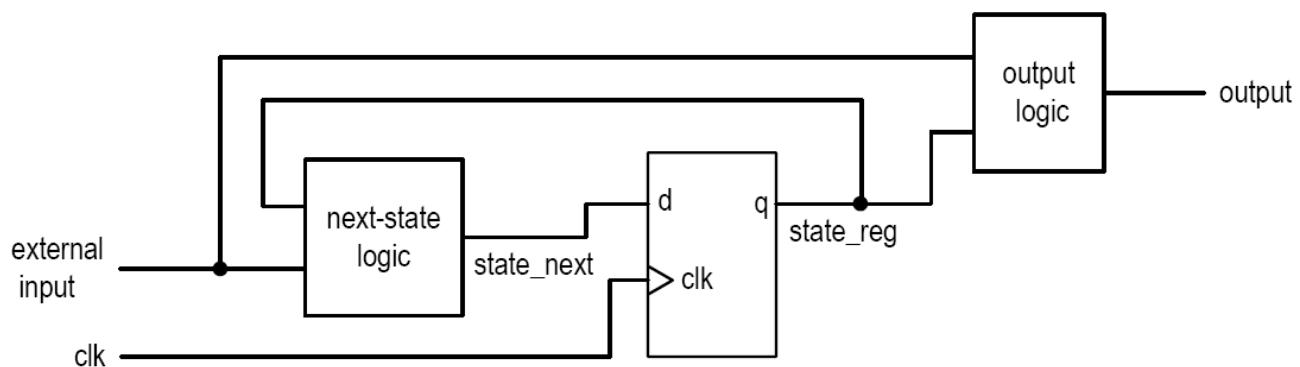 output
logic
output
next-state
logic
d
q
state_reg
external
input
state_next
clk
clk